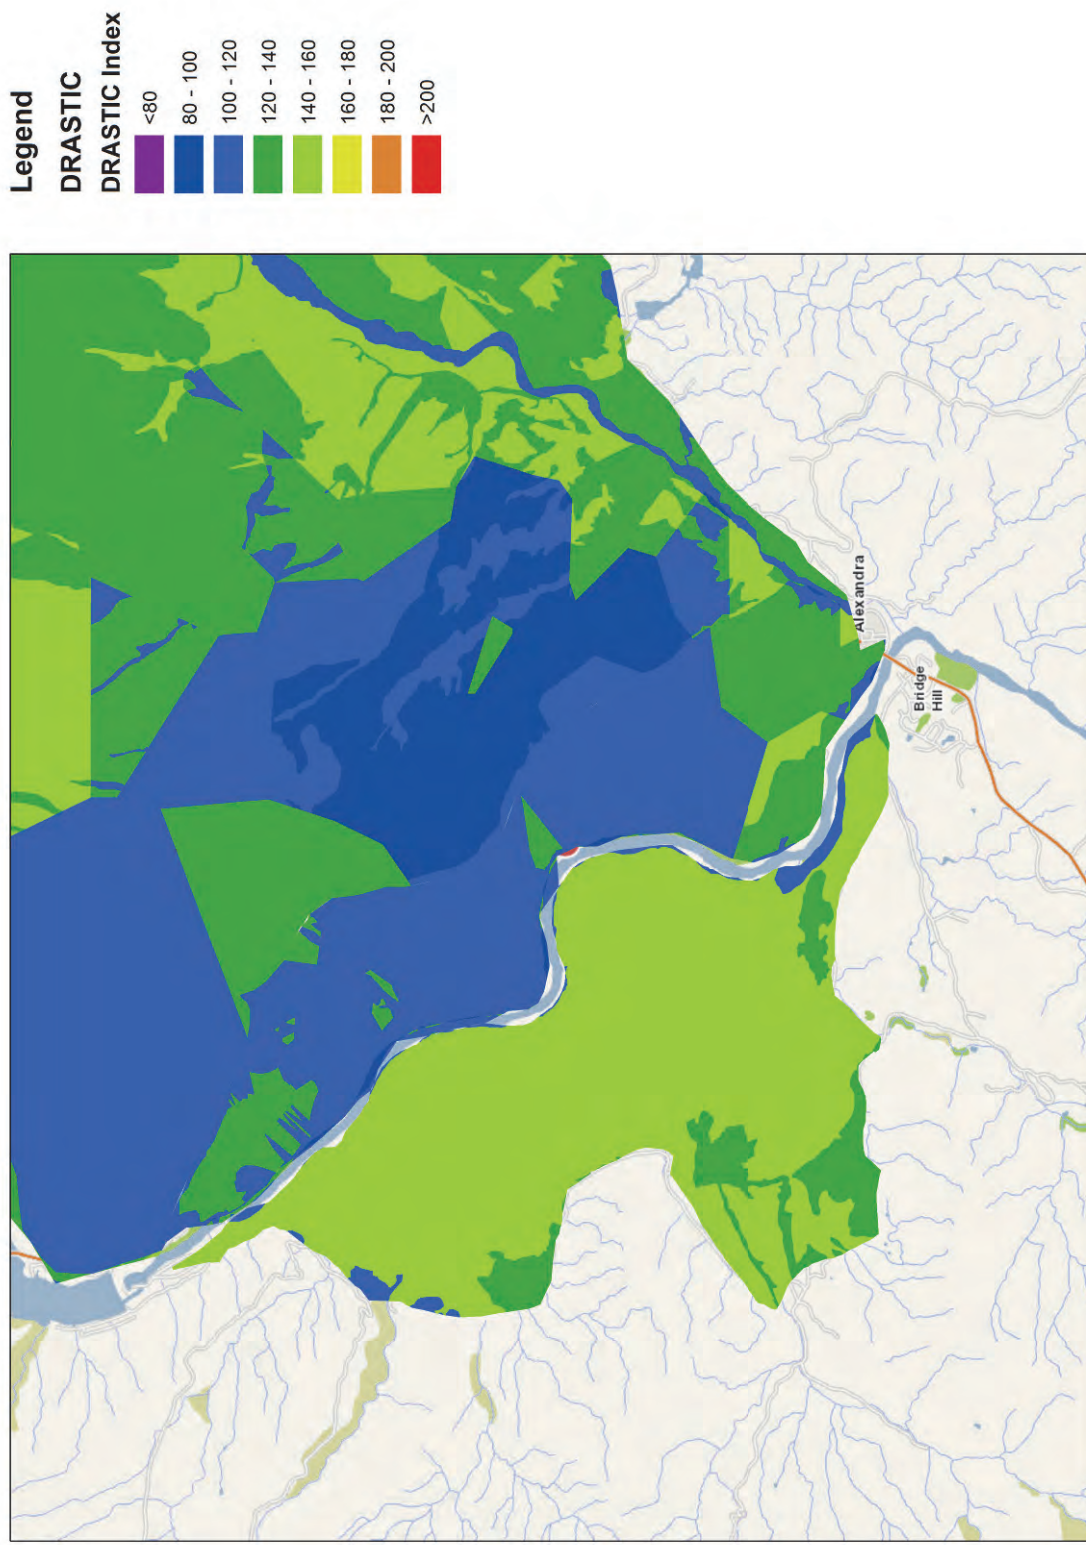 Legend
DRASTIC
DRASTIC Index
<80
80 - 100
100 - 120
120 - 140
140 - 160
160 - 180
180 - 200
>200
Alexandra
Bridge
Hill